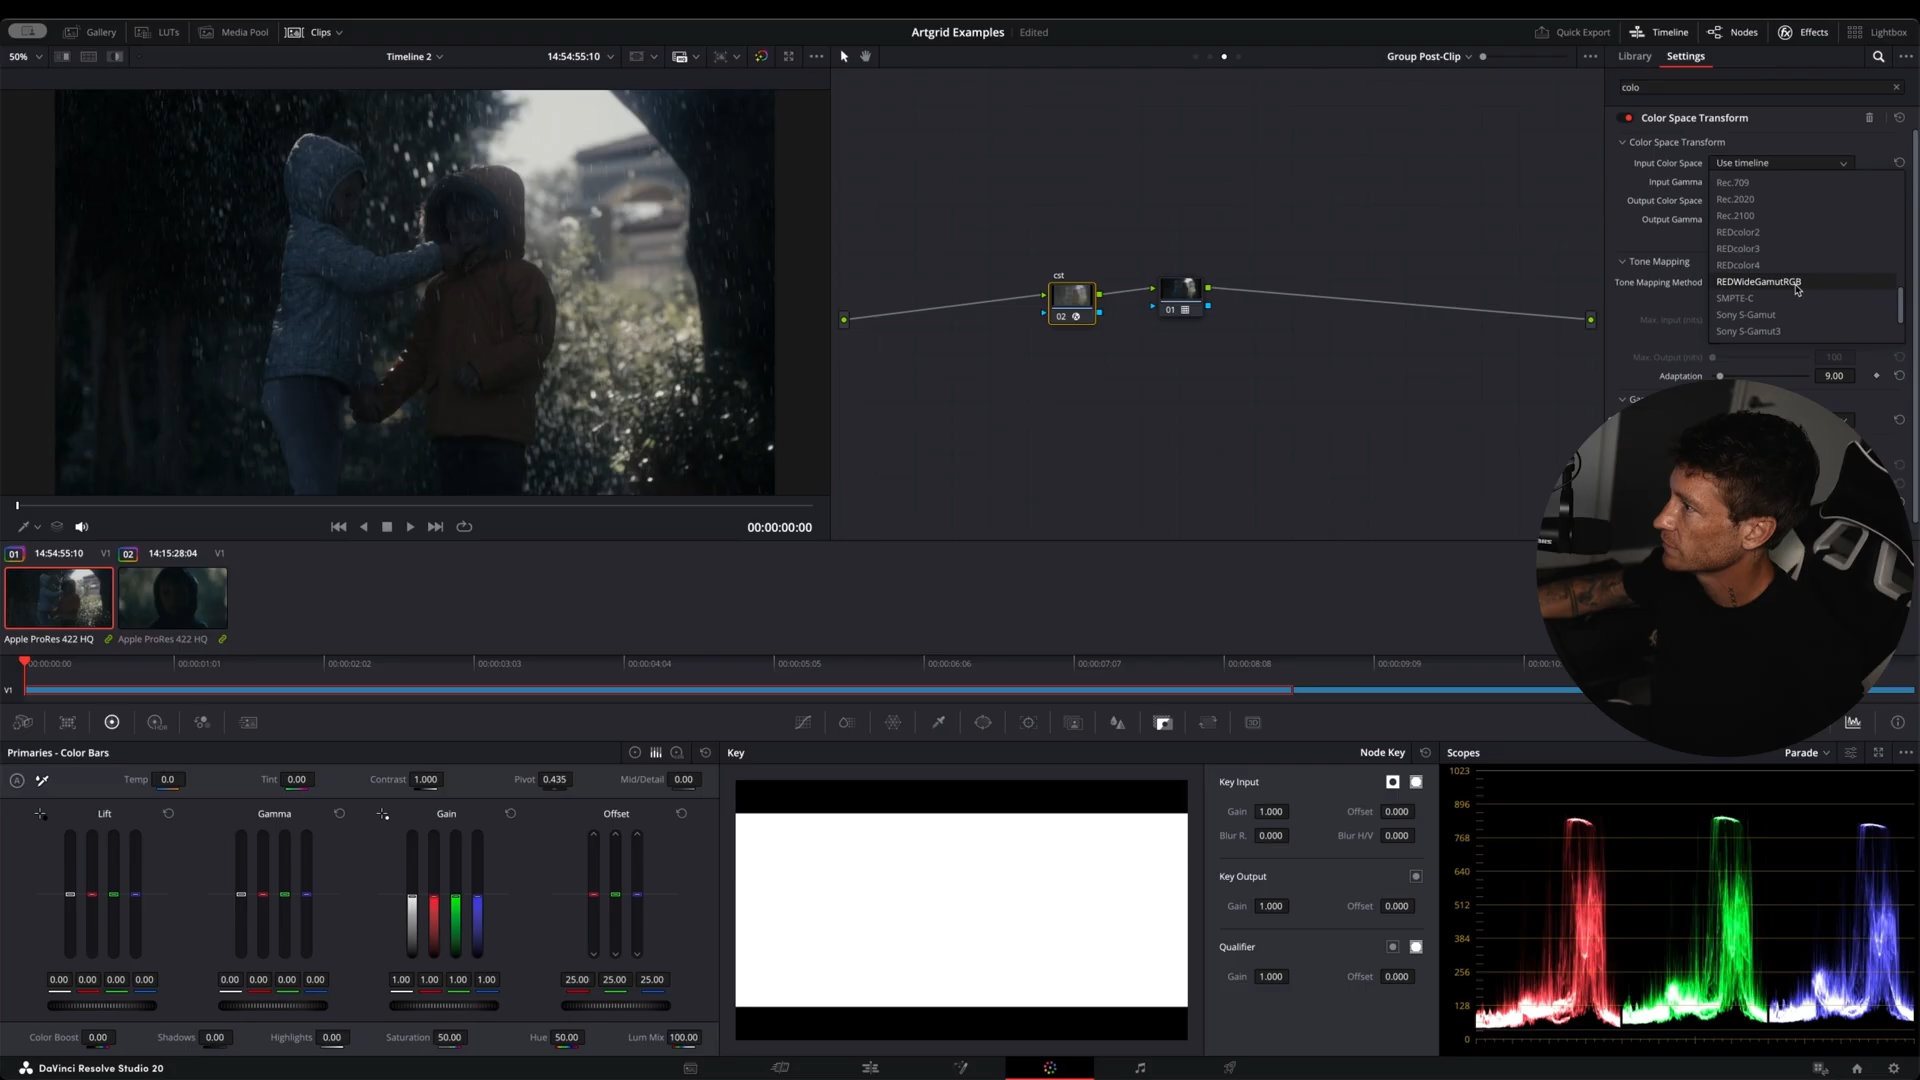 Gallery
LUTs
Media Pool
Clips
Artgrid Examples
Edited
Quick Export
Timeline
Nodes
Effects
Lightbox
50%
Timeline 2
14:54:55:10
Group Post-Clip
Library
Settings
colo
Color Space Transform
Color Space Transform
Input Color Space
Use timeline
Input Gamma
Output Color Space
Output Gamma
Rec.709
Rec.2020
Rec.2100
REDcolor2
REDcolor3
REDcolor4
REDWideGamutRGB
SMPTE-C
Sony S-Gamut
Sony S-Gamut3
Tone Mapping
Tone Mapping Method
Max. Input (nits)
Max. Output (nits)
100
Adaptation
9.00
cst
02
01
00:00:00:00
01
14:54:55:10
V1
02
14:15:28:04
V1
Apple ProRes 422 HQ
Apple ProRes 422 HQ
00:00:00:00
00:00:01:01
00:00:02:02
00:00:03:03
00:00:04:04
00:00:05:05
00:00:06:06
00:00:07:07
00:00:08:08
00:00:09:09
V1
Primaries - Color Bars
Temp 0.0
Tint 0.00
Contrast 1.000
Pivot 0.435
Mid/Detail 0.00
Lift
Gamma
Gain
Offset
0.00 0.00 0.00 0.00
0.00 0.00 0.00 0.00
1.00 1.00 1.00 1.00
25.00 25.00 25.00
Color Boost 0.00
Shadows 0.00
Highlights 0.00
Saturation 50.00
Hue 50.00
Lum Mix 100.00
Key
Node Key
Key Input
Gain 1.000
Offset 0.000
Blur R. 0.000
Blur H/V 0.000
Key Output
Gain 1.000
Offset 0.000
Qualifier
Gain 1.000
Offset 0.000
Scopes
Parade
1023
896
768
640
512
384
256
128
0
DaVinci Resolve Studio 20